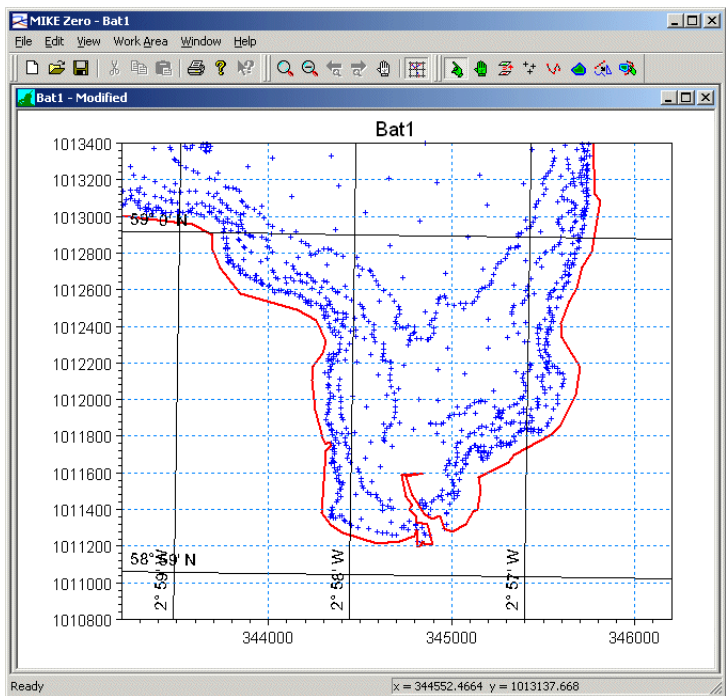 MIKE Zero - Bat1
File Edit View Work Area Window Help
Bat1 - Modified
Bat1
1013400
1013200
1013000
59° 0' N
1012800
1012600
1012400
1012200
1012000
1011800
1011600
1011400
1011200
58° 59' N
1011000
1010800
2° 59' W
2° 58' W
2° 57' W
344000 345000 346000
Ready x = 344552.4664 y = 1013137.668